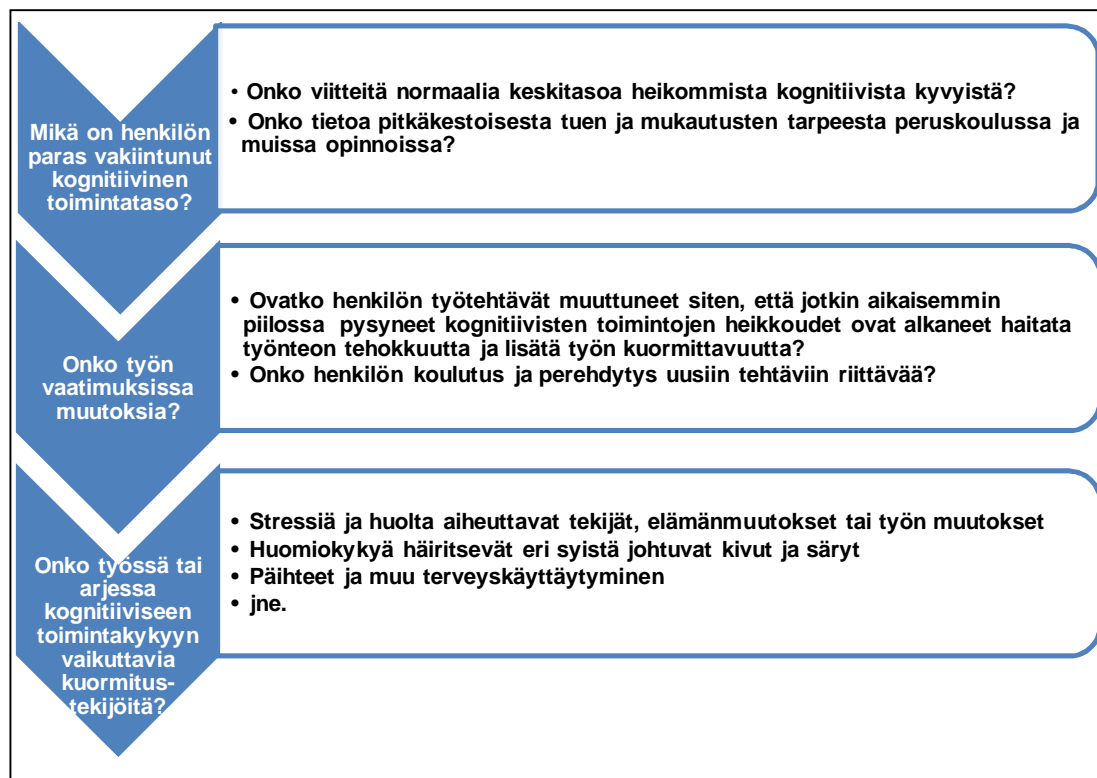 Mikä on henkilön
paras vakiintunut
kognitiivinen
toimintataso?
• Onko viitteitä normaalia keskitasoa heikommista kognitiivista kyvyistä?
• Onko tietoa pitkäkestoisesta tuen ja mukautusten tarpeesta peruskoulussa ja
muissa opinnoissa?
Onko työn
vaatimuksissa
muutoksia?
• Ovatko henkilön työtehtävät muuttuneet siten, että jotkin aikaisemmin
piilossa pysyneet kognitiivisten toimintojen heikkoudet ovat alkaneet haitata
työnteon tehokkuutta ja lisätä työn kuormittavuutta?
• Onko henkilön koulutus ja perehdytys uusiin tehtäviin riittävää?
Onko työssä tai
arjessa
kognitiiviseen
toimintakykyyn
vaikuttavia
kuormitus-
tekijöitä?
• Stressiä ja huolta aiheuttavat tekijät, elämänmuutokset tai työn muutokset
• Huomiokykyä häiritsevät eri syistä johtuvat kivut ja säryt
• Päihteet ja muu terveyskäyttäytyminen
• jne.